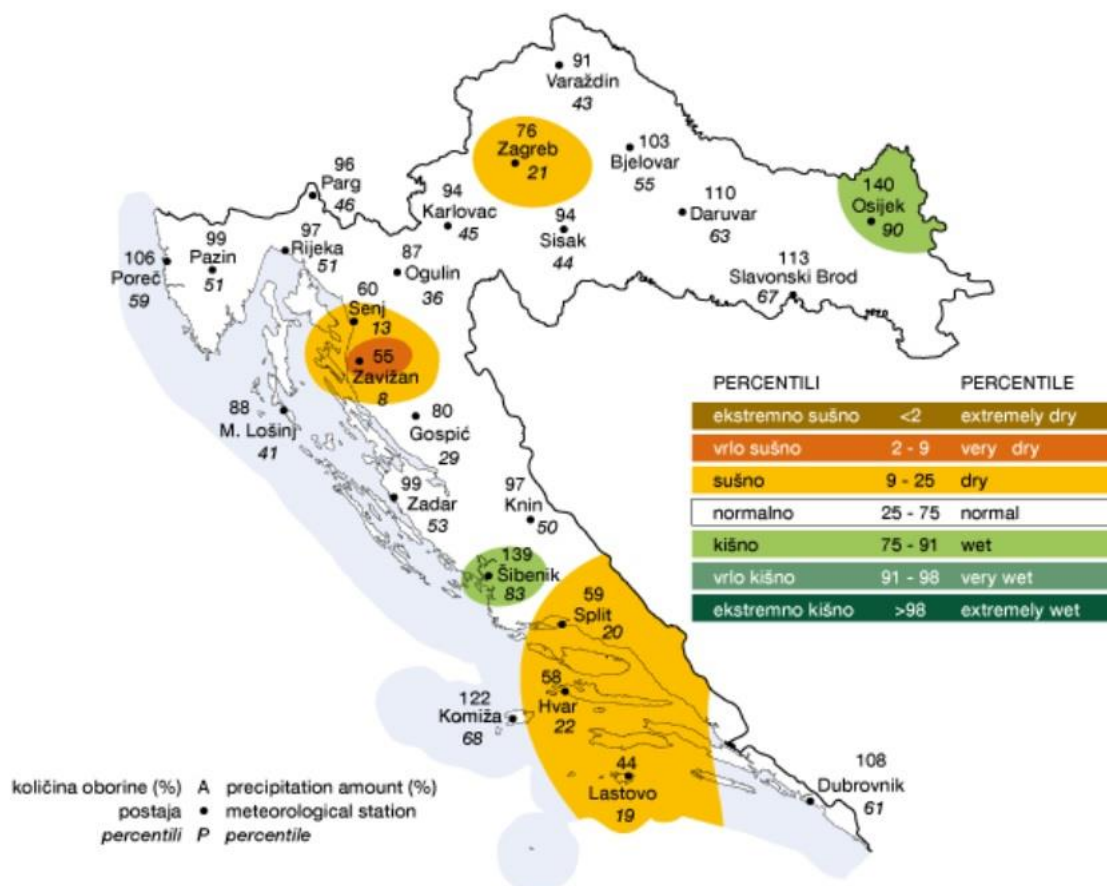 91
Varaždin
43
76
Zagreb
21
103
Bjelovar
55
140
Osijek
90
96
Parg
46
94
Karlovac
45
94
Sisak
44
110
Daruvar
63
106
Poreč
59
99
Pazin
51
97
Rijeka
51
87
Ogulin
36
113
Slavonski Brod
67
60
Senj
13
55
Zavižan
8
88
M. Lošinj
41
80
Gospić
29
99
Zadar
53
97
Knin
50
139
Šibenik
83
59
Split
20
58
Hvar
22
122
Komiža
68
44
Lastovo
19
108
Dubrovnik
61
PERCENTILI PERCENTILE
ekstremno sušno <2 extremely dry
vrlo sušno 2 - 9 very dry
sušno 9 - 25 dry
normalno 25 - 75 normal
kišno 75 - 91 wet
vrlo kišno 91 - 98 very wet
ekstremno kišno >98 extremely wet
količina oborine (%) A precipitation amount (%)
postaja • meteorological station
percentili P percentile